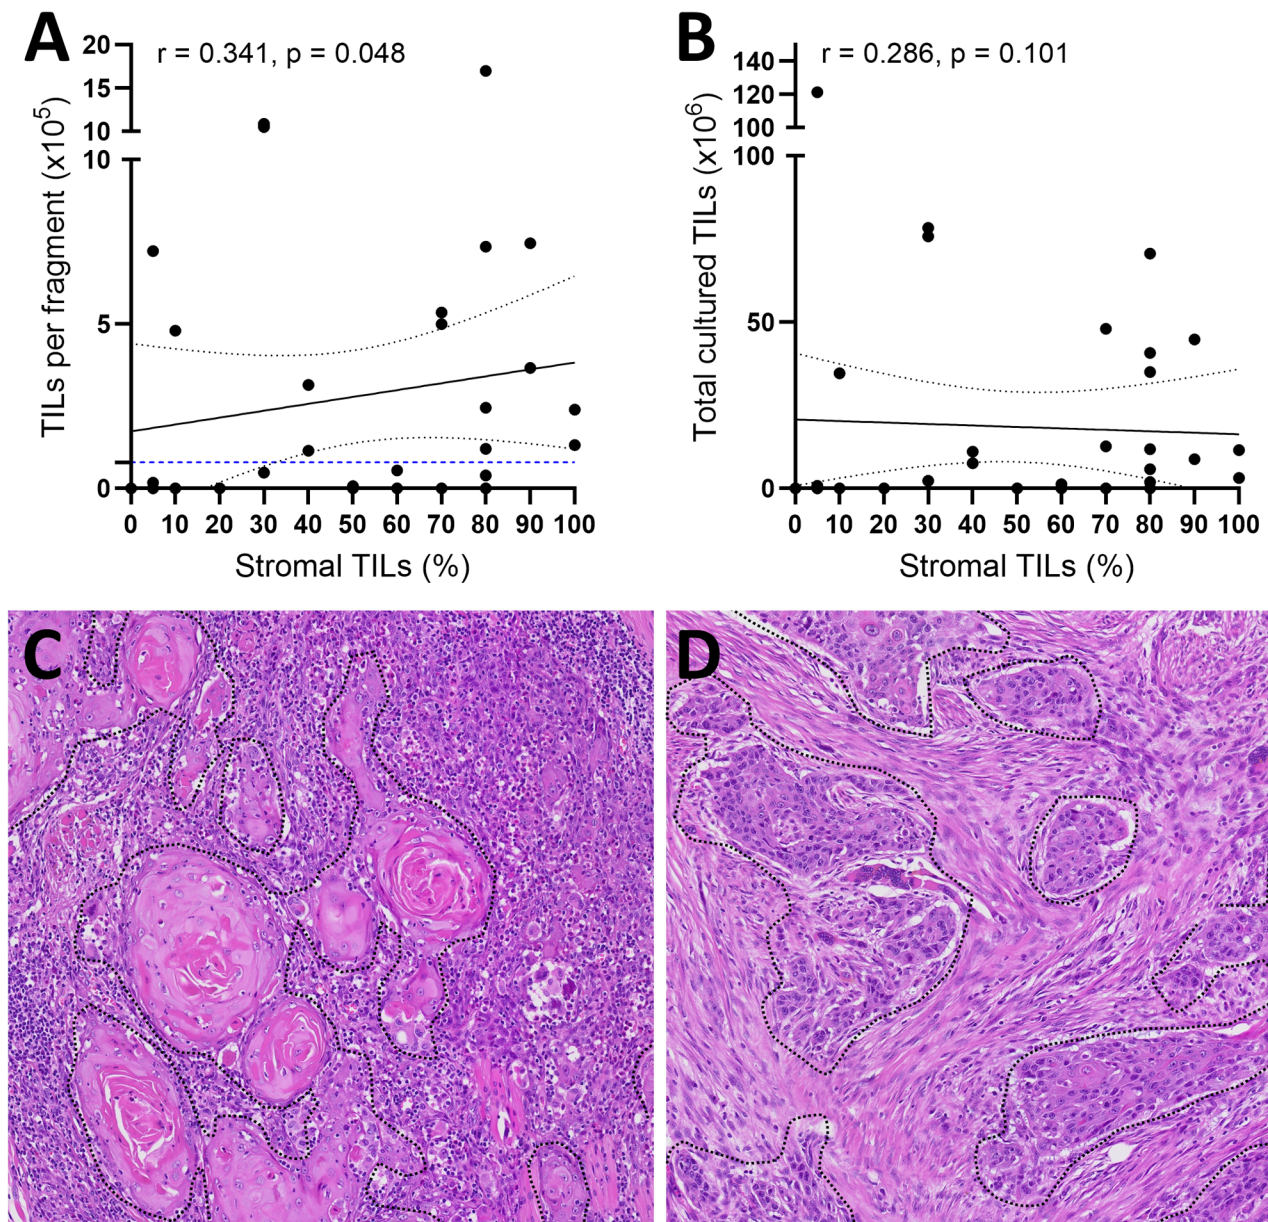 A
r = 0.341, p = 0.048
TILs per fragment (x10⁵)
20
15
10
10
5
0
0 10 20 30 40 50 60 70 80 90 100
Stromal TILs (%)
B
r = 0.286, p = 0.101
Total cultured TILs (x10⁶)
140
120
100
100
50
0
0 10 20 30 40 50 60 70 80 90 100
Stromal TILs (%)
C
D